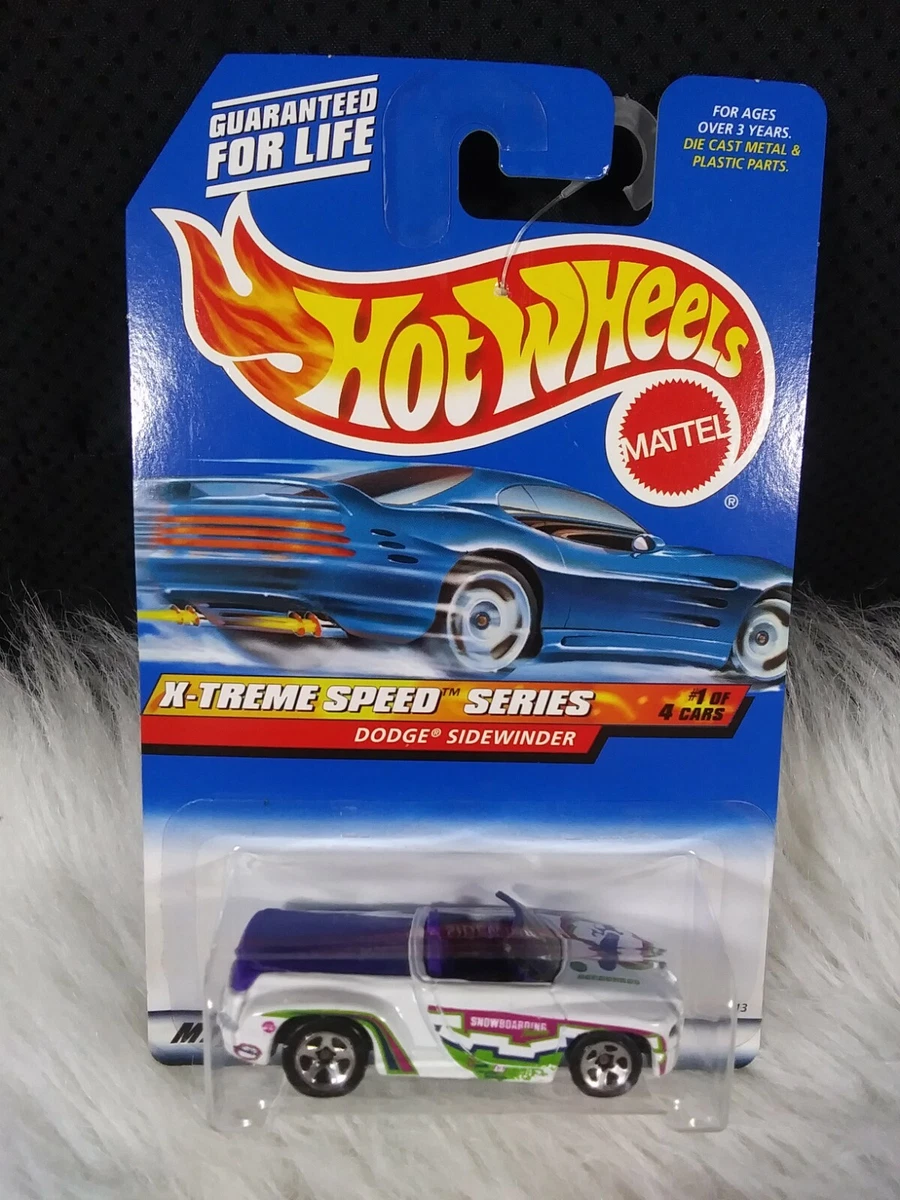 GUARANTEED
FOR LIFE
FOR AGES
OVER 3 YEARS.
DIE CAST METAL &
PLASTIC PARTS.
HOT WHEELS
MATTEL
®
X-TREME SPEED™ SERIES
#1 OF
4 CARS
DODGE® SIDEWINDER
SNOWBOARDING
13